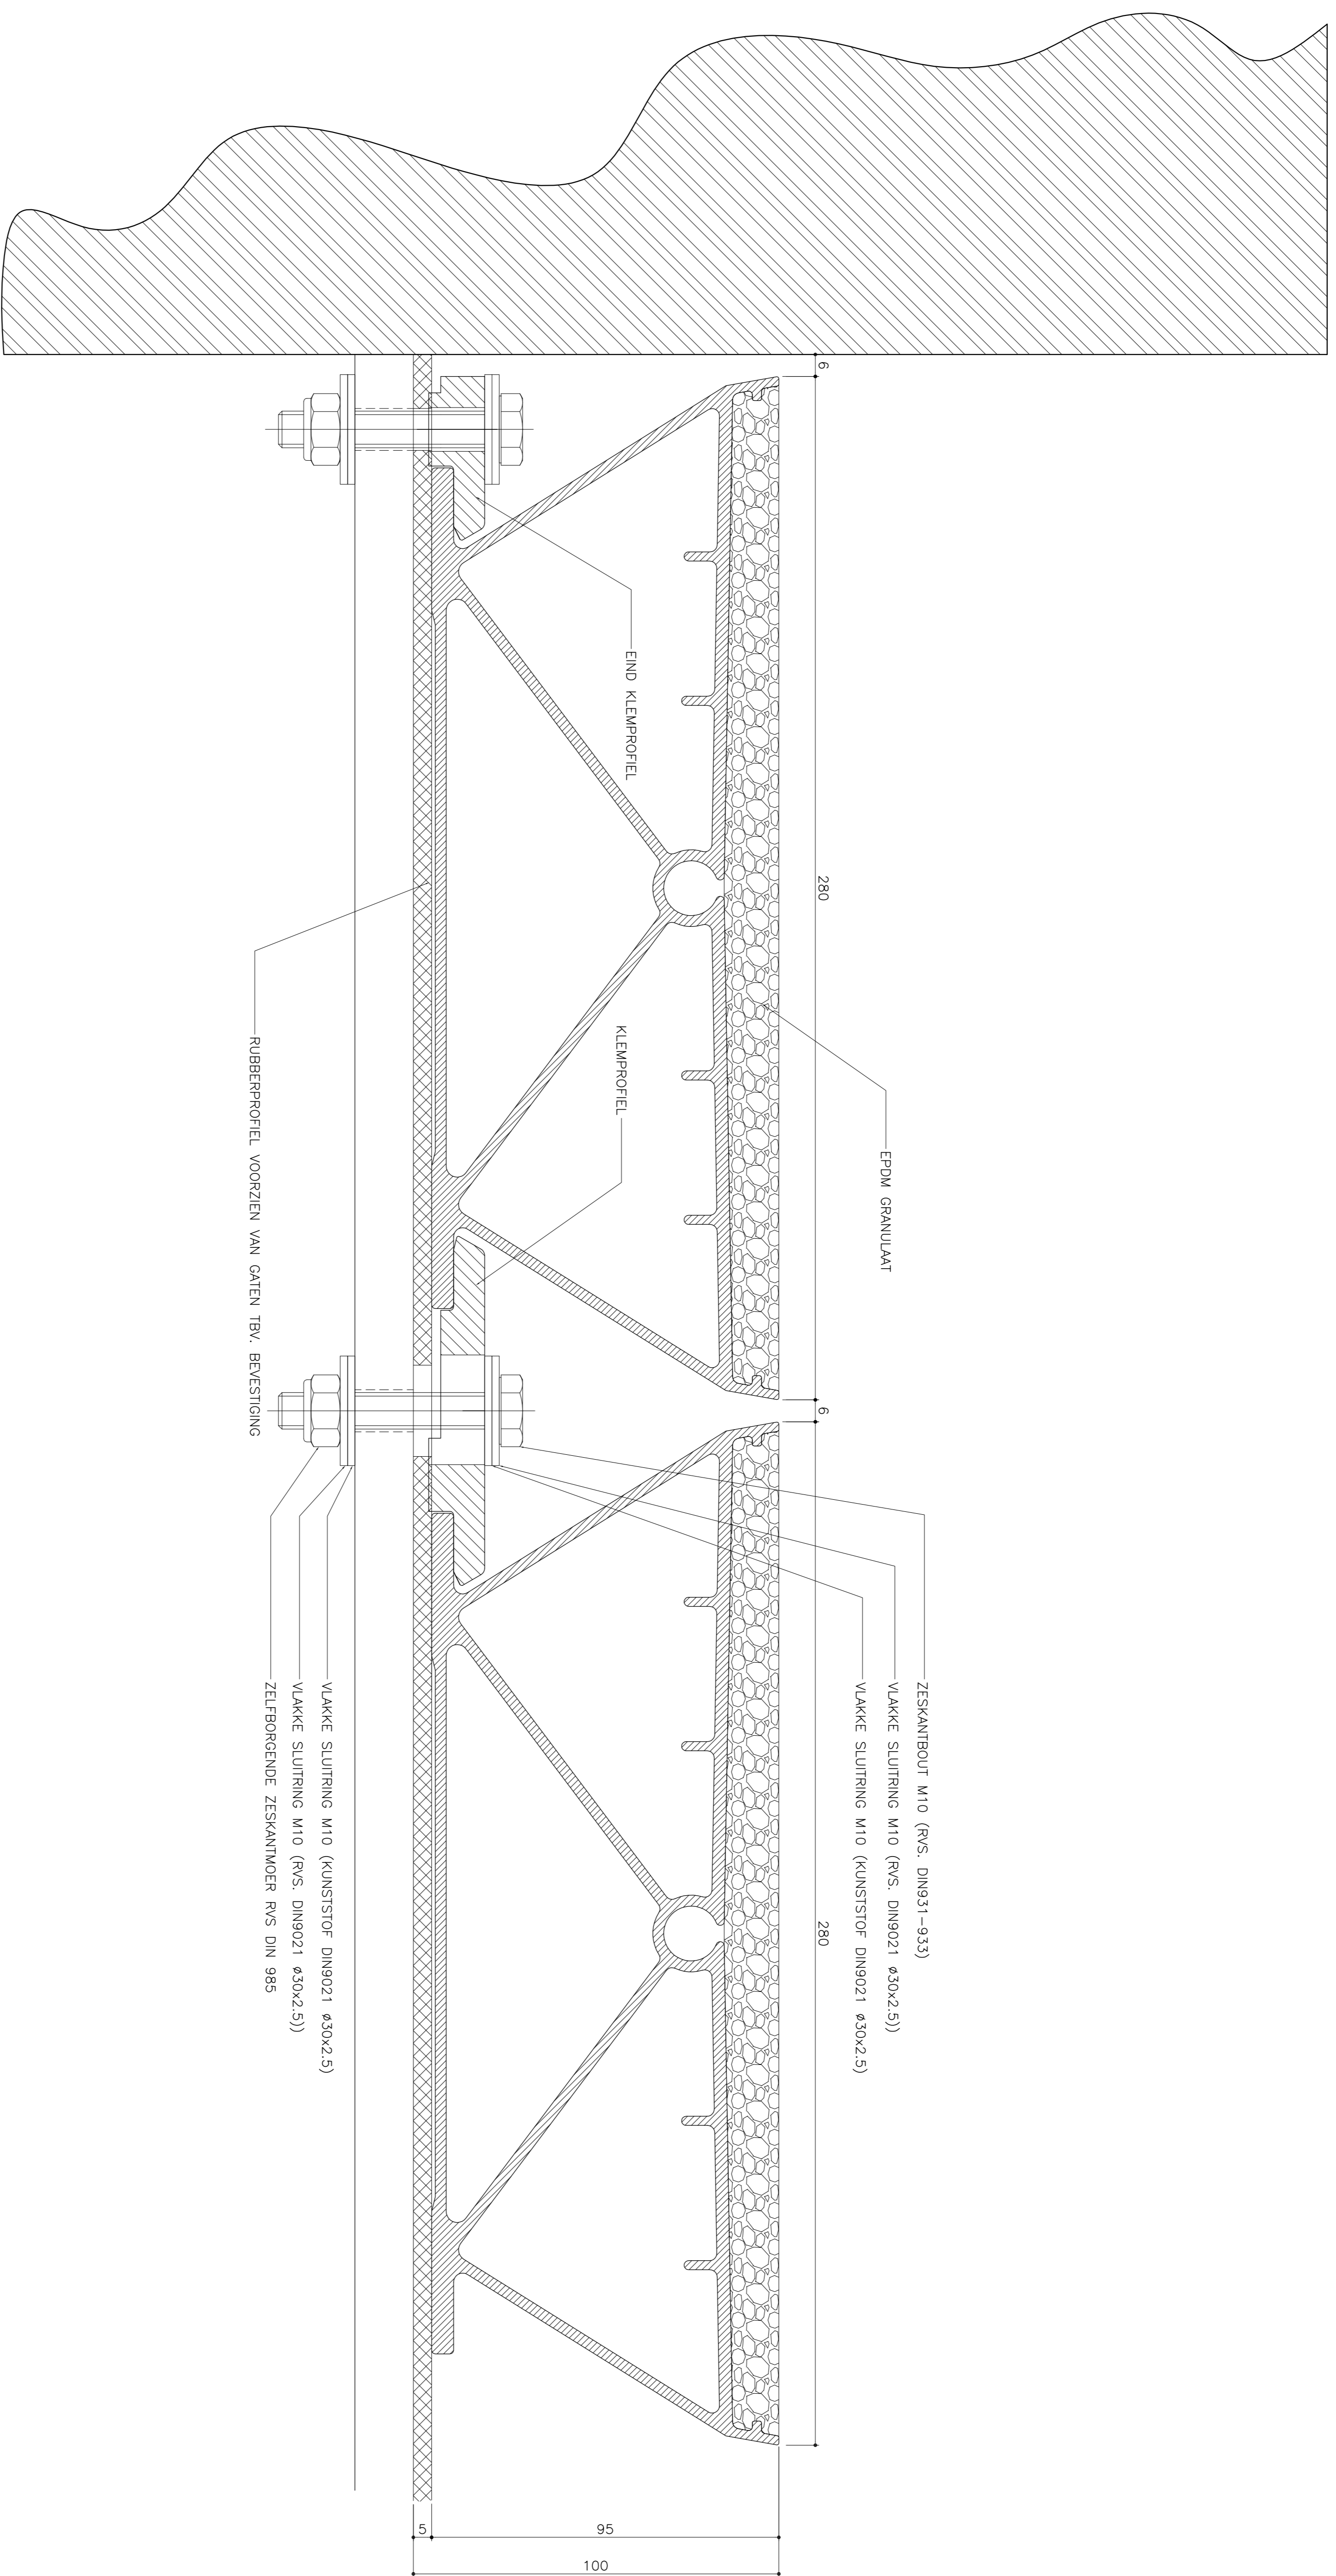 6
280
6
280
EIND KLEMPROFIEL
KLEMPROFIEL
EPDM GRANULAAT
RUBBERPROFIEL VOORZIEN VAN GATEN TBV. BEVESTIGING
ZESKANTBOUT M10 (RVS. DIN931-933)
VLAKKE SLUITRING M10 (RVS. DIN9021 ø30x2.5))
VLAKKE SLUITRING M10 (KUNSTSTOF DIN9021 ø30x2.5)
VLAKKE SLUITRING M10 (KUNSTSTOF DIN9021 ø30x2.5)
VLAKKE SLUITRING M10 (RVS. DIN9021 ø30x2.5))
ZELFBORGENDE ZESKANTMOER RVS DIN 985
5
95
100